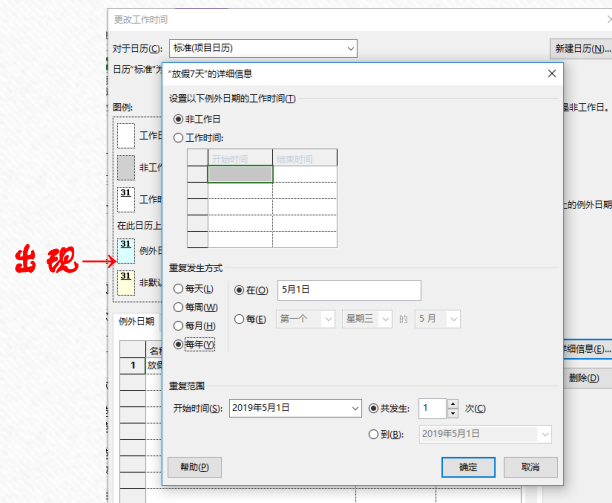 更改工作时间
对于日历(C):
标准(项目日历)
新建日历(N)...
日历"标准"为
是非工作日。
"放假7天"的详细信息
设置以下例外日期的工作时间(T)
非工作日
工作时间:
开始时间
结束时间
图例:
工作日
非工作
31
工作时
在此日历上
上的例外日期
31
例外日
出现
31
非默认
重复发生方式
每天(L)
在(O)
5月1日
每周(W)
每(E)
第一个
星期三
的
5 月
每月(H)
每年(Y)
例外日期
详细信息(E)...
名称
1
放假
删除(D)
重复范围
开始时间(S):
2019年5月1日
共发生:
1
次(C)
到(B):
2019年5月1日
帮助(P)
确定
取消